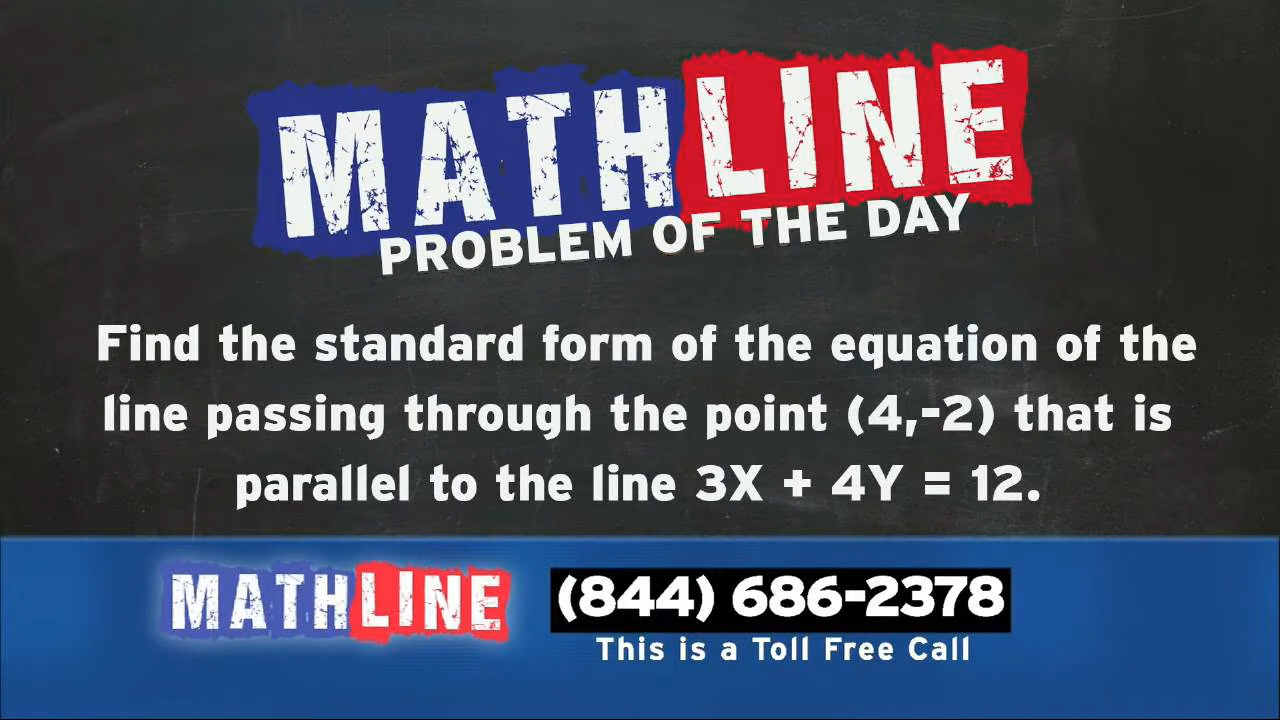 MATHLINE
PROBLEM OF THE DAY
Find the standard form of the equation of the
line passing through the point (4,-2) that is
parallel to the line 3X + 4Y = 12.
MATHLINE
(844) 686-2378
This is a Toll Free Call